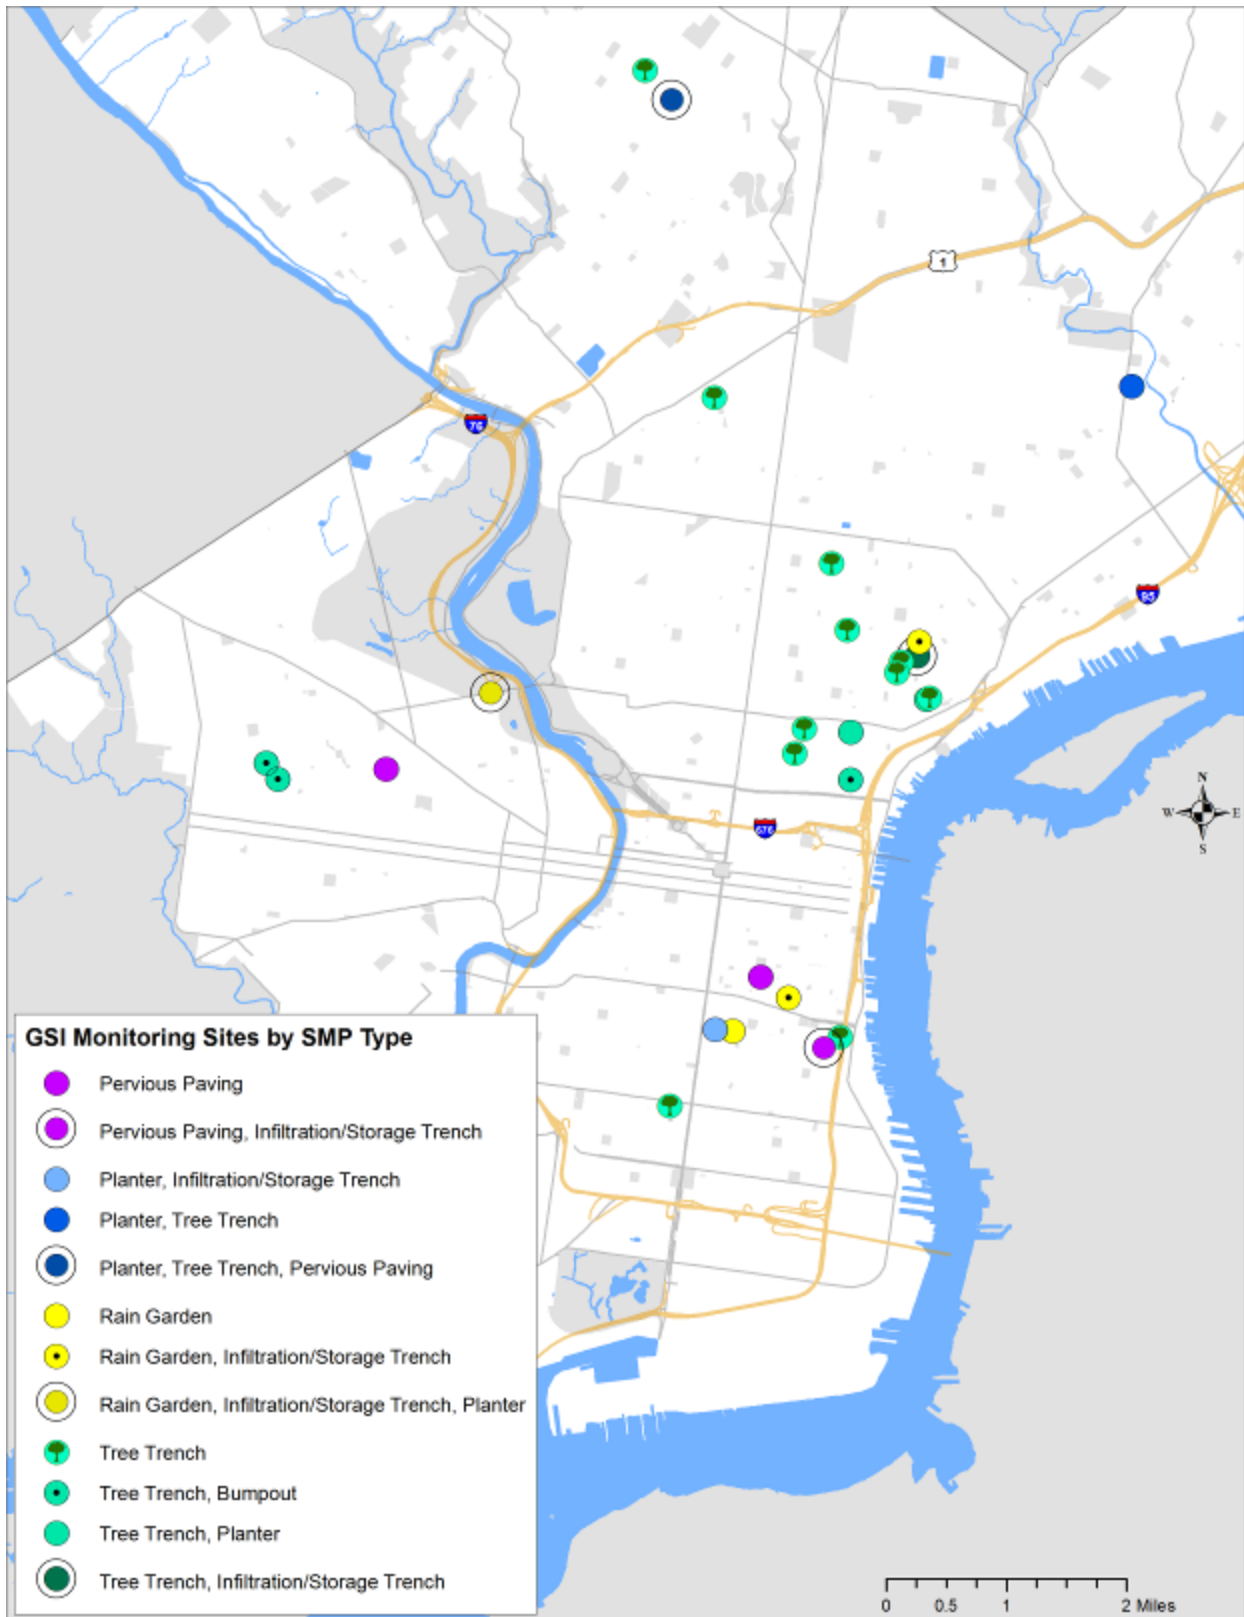 1
76
95
676
N
W E
S
GSI Monitoring Sites by SMP Type
Pervious Paving
Pervious Paving, Infiltration/Storage Trench
Planter, Infiltration/Storage Trench
Planter, Tree Trench
Planter, Tree Trench, Pervious Paving
Rain Garden
Rain Garden, Infiltration/Storage Trench
Rain Garden, Infiltration/Storage Trench, Planter
Tree Trench
Tree Trench, Bumpout
Tree Trench, Planter
Tree Trench, Infiltration/Storage Trench
0 0.5 1 2 Miles